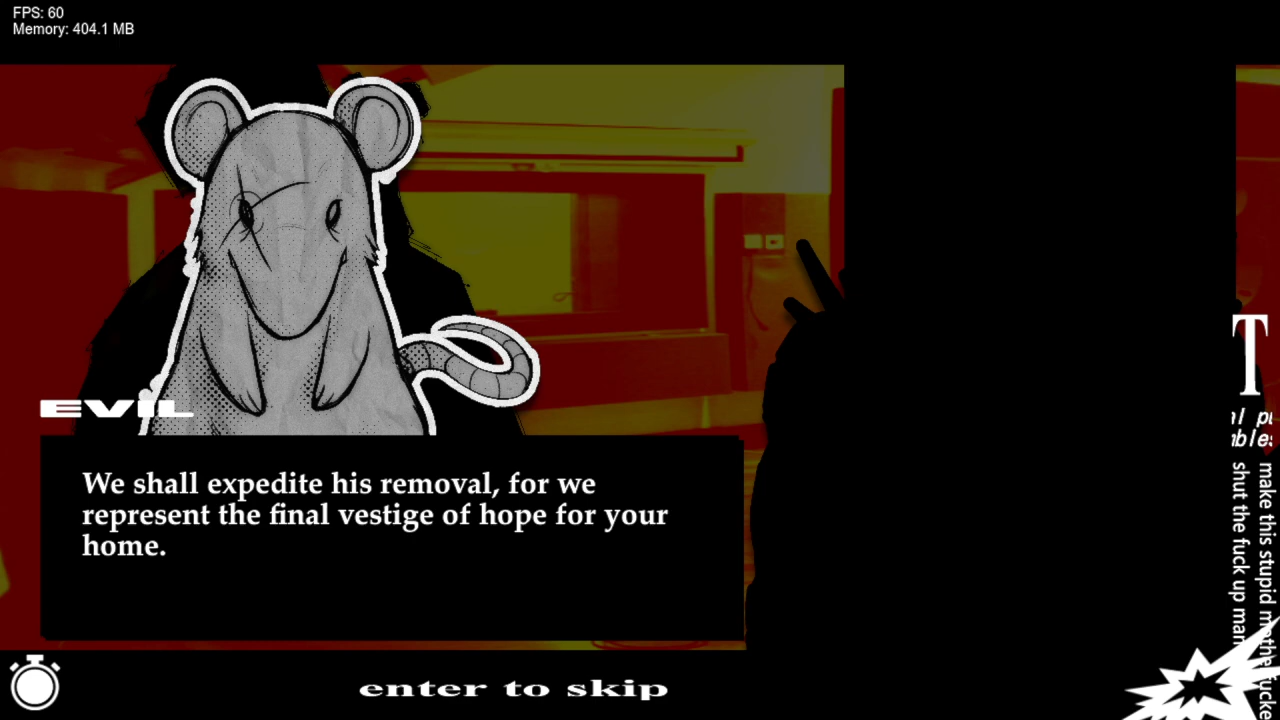 FPS: 60
Memory: 404.1 MB
EVIL
We shall expedite his removal, for we
represent the final vestige of hope for your
home.
enter to skip
T
make this stupid
shut the fuck up man